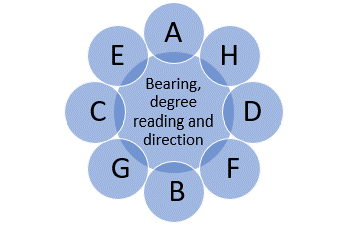 A
E
H
Bearing,
degree
C
reading and
D
direction
G
F
B